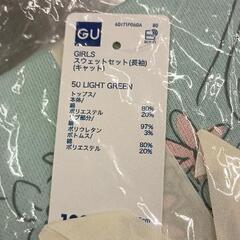 GU
GIRLS
スウェットセット(長袖)
(キャット)
50 LIGHT GREEN
トップス/
本体/
綿 80%
ポリエステル 20%
リブ部分/
綿 97%
ポリウレタン 3%
ボトムス/
綿 80%
ポリエステル 20%